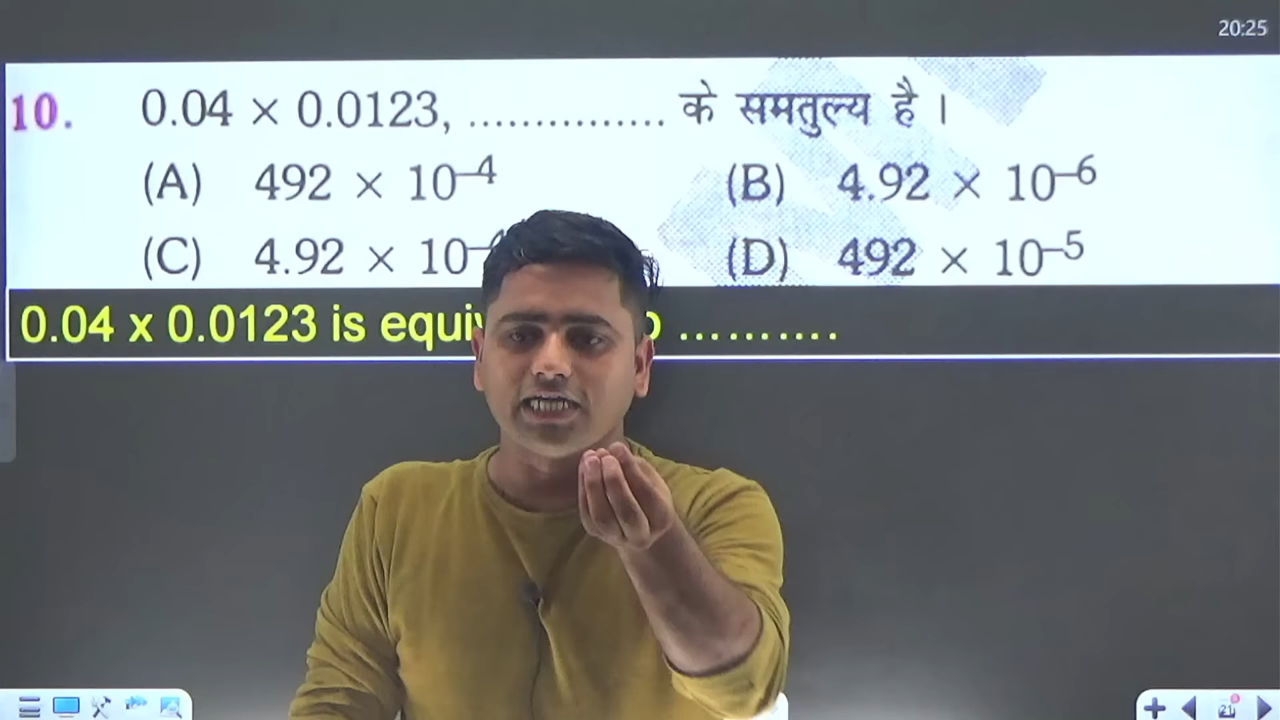 20:25
10. 0.04 × 0.0123, ............... के समतुल्य है ।
(A) 492 × 10⁻⁴ (B) 4.92 × 10⁻⁶
(C) 4.92 × 10 (D) 492 × 10⁻⁵
0.04 x 0.0123 is ..........
21